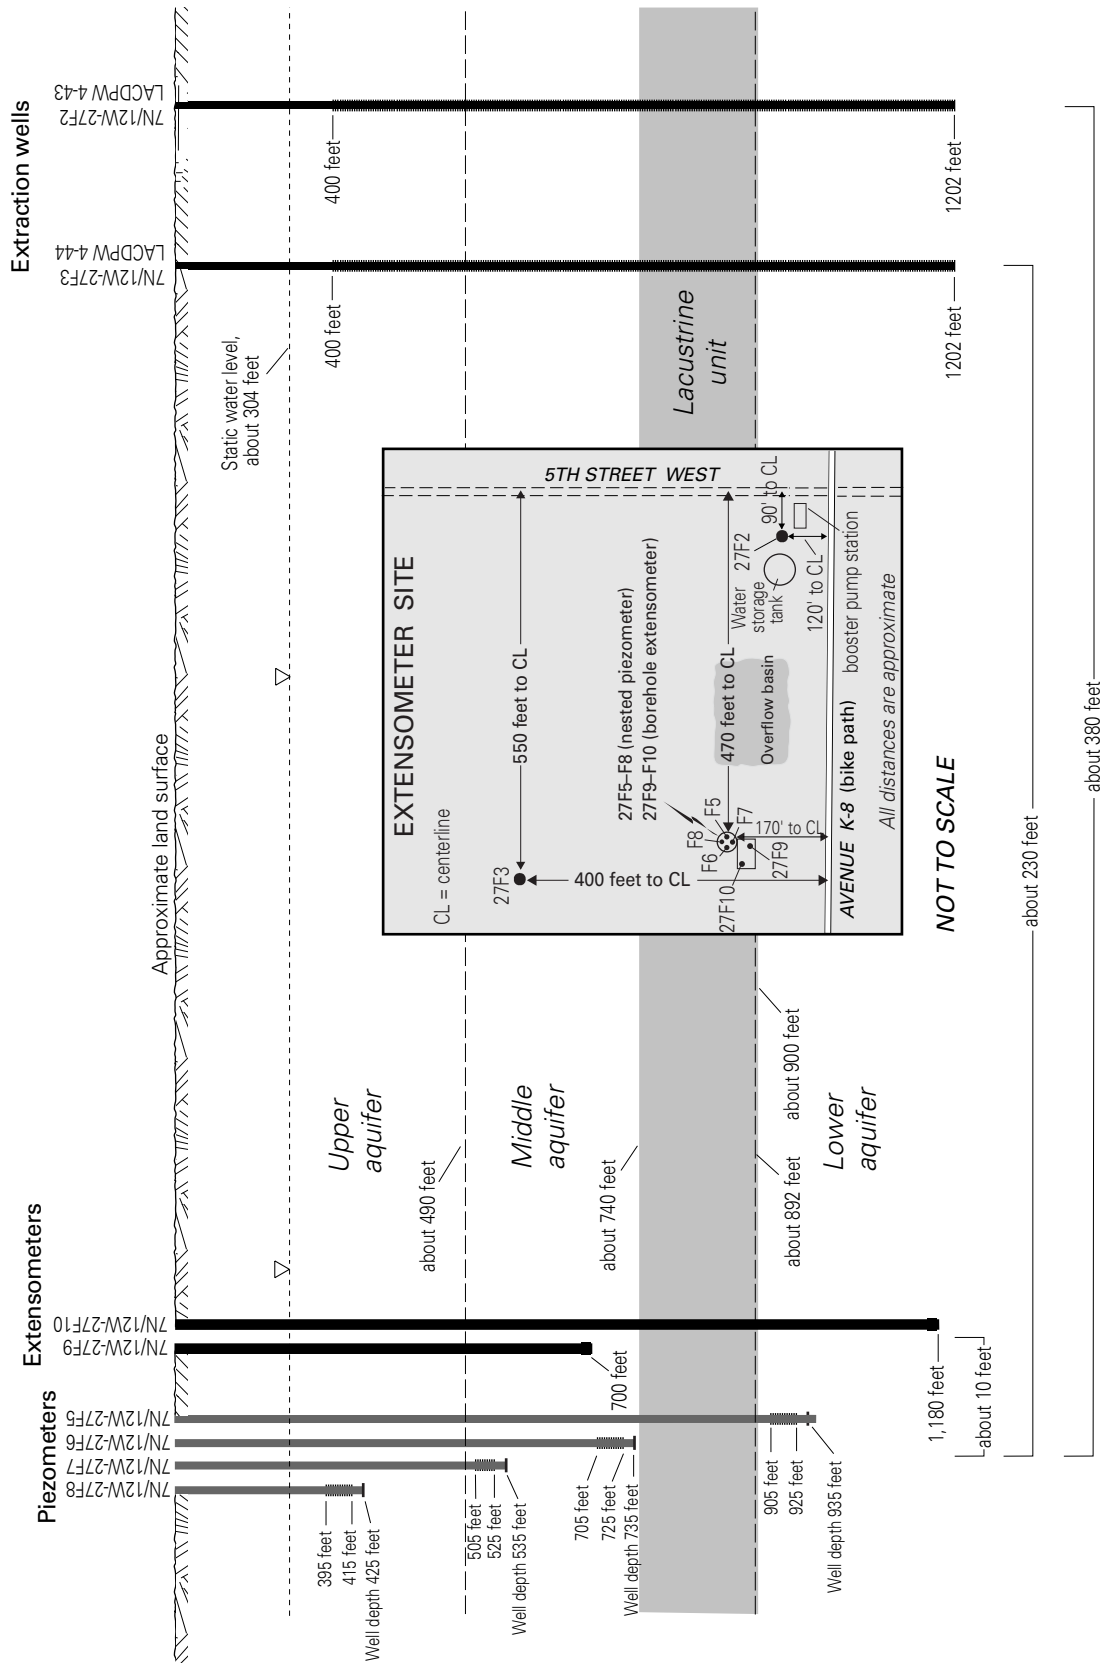 Piezometers
Extensometers
Extraction wells
7N/12W-27F8
7N/12W-27F7
7N/12W-27F6
7N/12W-27F5
7N/12W-27F9
7N/12W-27F10
7N/12W-27F3
LACDPW 4-44
7N/12W-27F2
LACDPW 4-43
Approximate land surface
Static water level,
about 304 feet
395 feet
415 feet
Well depth 425 feet
505 feet
525 feet
Well depth 535 feet
705 feet
725 feet
Well depth 735 feet
905 feet
925 feet
Well depth 935 feet
700 feet
1,180 feet
about 10 feet
Upper
aquifer
about 490 feet
Middle
aquifer
about 740 feet
about 892 feet
about 900 feet
Lower
aquifer
Lacustrine
unit
400 feet
1202 feet
400 feet
1202 feet
EXTENSOMETER SITE
CL = centerline
27F3
550 feet to CL
5TH STREET WEST
400 feet to CL
27F5–F8 (nested piezometer)
27F9–F10 (borehole extensometer)
F8
F5
F6
F7
27F10
27F9
470 feet to CL
170' to CL
Overflow basin
Water
storage
tank
27F2
90' to CL
120' to CL
AVENUE K-8 (bike path)
booster pump station
All distances are approximate
NOT TO SCALE
about 230 feet
about 380 feet